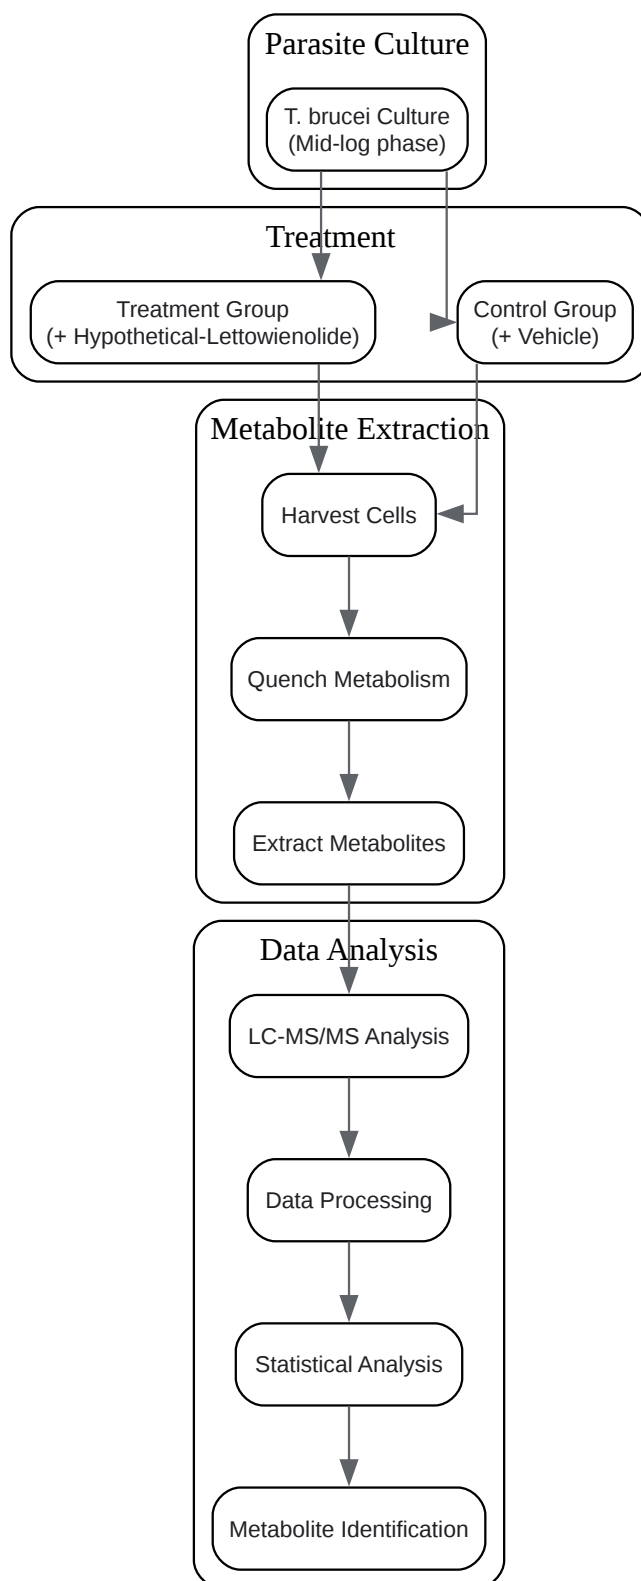 Parasite Culture
T. brucei Culture
(Mid-log phase)
Treatment
Treatment Group
(+ Hypothetical-Lettowienolide)
Control Group
(+ Vehicle)
Metabolite Extraction
Harvest Cells
Quench Metabolism
Extract Metabolites
Data Analysis
LC-MS/MS Analysis
Data Processing
Statistical Analysis
Metabolite Identification